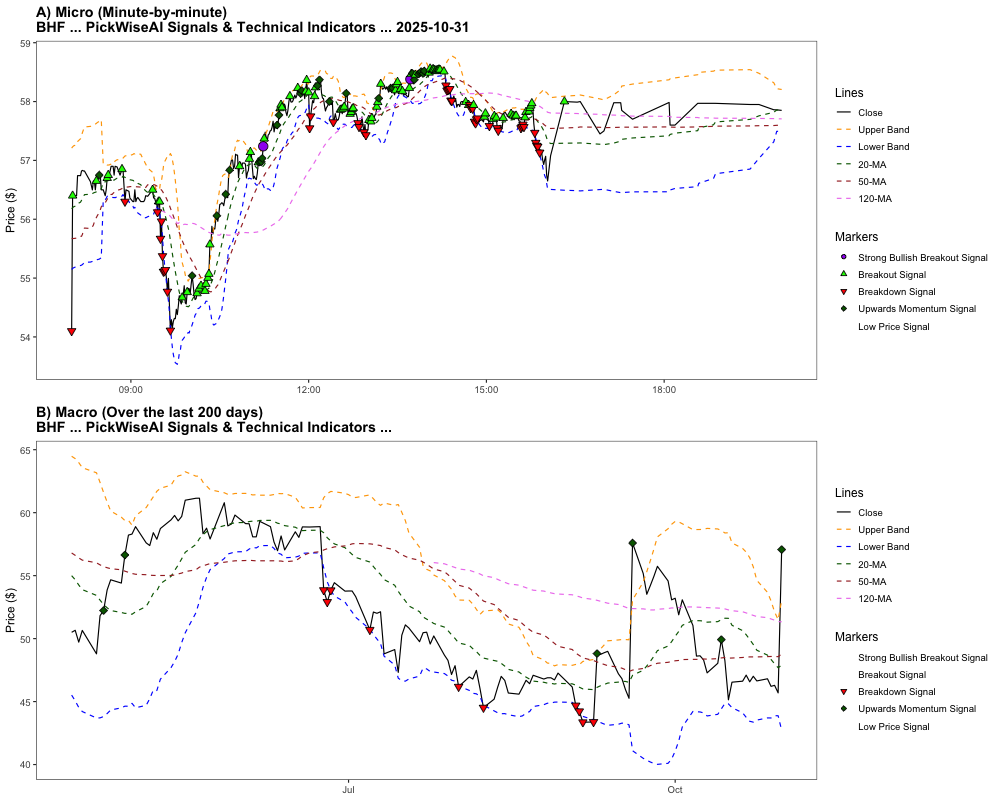 A) Micro (Minute-by-minute)
BHF ... PickWiseAI Signals & Technical Indicators ... 2025-10-31
Price ($)
59
58
57
56
55
54
09:00
12:00
15:00
18:00
Lines
Close
Upper Band
Lower Band
20-MA
50-MA
120-MA
Markers
Strong Bullish Breakout Signal
Breakout Signal
Breakdown Signal
Upwards Momentum Signal
Low Price Signal
B) Macro (Over the last 200 days)
BHF ... PickWiseAI Signals & Technical Indicators ...
Price ($)
65
60
55
50
45
40
Jul
Oct
Lines
Close
Upper Band
Lower Band
20-MA
50-MA
120-MA
Markers
Strong Bullish Breakout Signal
Breakout Signal
Breakdown Signal
Upwards Momentum Signal
Low Price Signal